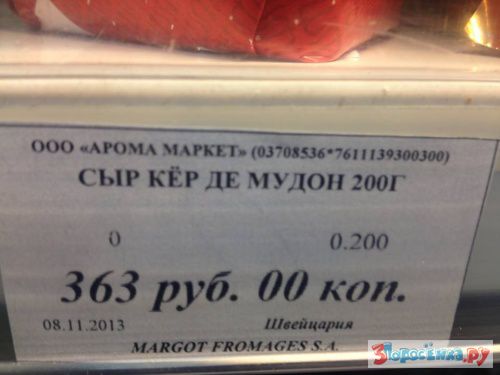 ООО «АРОМА МАРКЕТ» (03708536*7611139300300)
СЫР КЁР ДЕ МУДОН 200Г
0 0.200
363 руб. 00 коп.
08.11.2013 Швейцария
MARGOT FROMAGES S.A.
3Поросёнка.ру